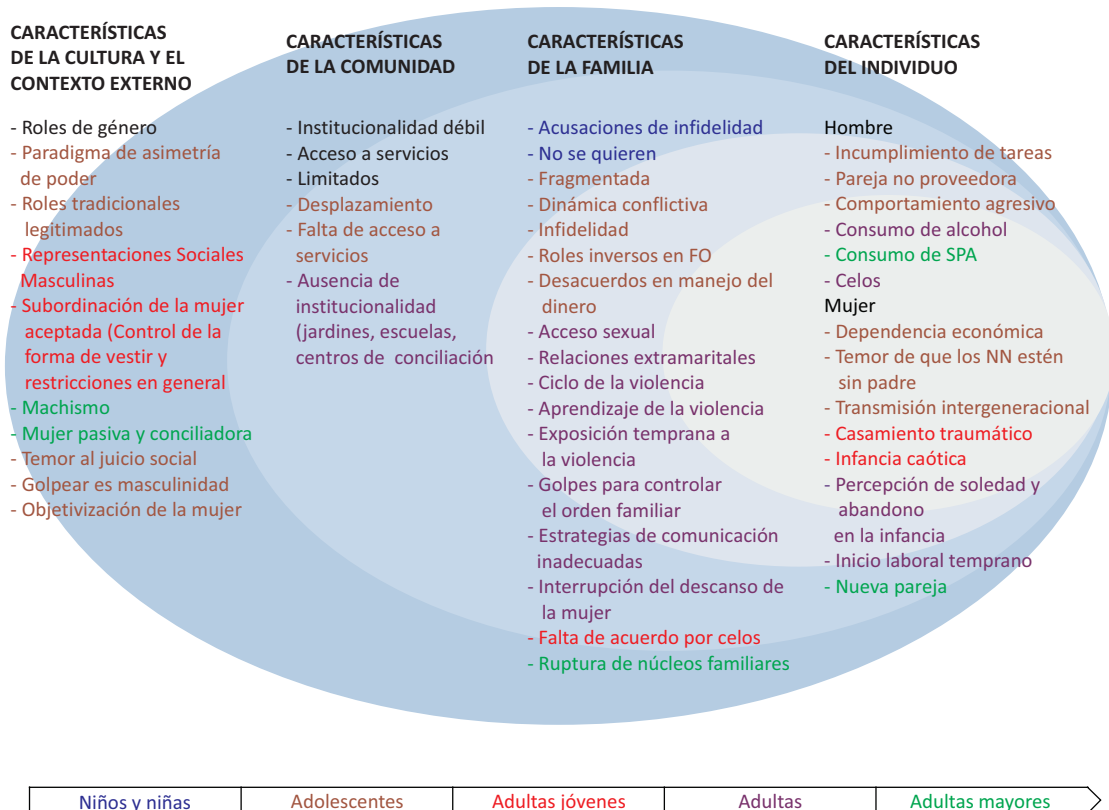 CARACTERÍSTICAS
DE LA CULTURA Y EL
CONTEXTO EXTERNO
- Roles de género
- Paradigma de asimetría
de poder
- Roles tradicionales
legitimados
- Representaciones Sociales
Masculinas
- Subordinación de la mujer
aceptada (Control de la
forma de vestir y
restricciones en general
- Machismo
- Mujer pasiva y conciliadora
- Temor al juicio social
- Golpear es masculinidad
- Objetivización de la mujer
CARACTERÍSTICAS
DE LA COMUNIDAD
- Institucionalidad débil
- Acceso a servicios
- Limitados
- Desplazamiento
- Falta de acceso a
servicios
- Ausencia de
institucionalidad
(jardines, escuelas,
centros de conciliación
CARACTERÍSTICAS
DE LA FAMILIA
- Acusaciones de infidelidad
- No se quieren
- Fragmentada
- Dinámica conflictiva
- Infidelidad
- Roles inversos en FO
- Desacuerdos en manejo del
dinero
- Acceso sexual
- Relaciones extramaritales
- Ciclo de la violencia
- Aprendizaje de la violencia
- Exposición temprana a
la violencia
- Golpes para controlar
el orden familiar
- Estrategias de comunicación
inadecuadas
- Interrupción del descanso de
la mujer
- Falta de acuerdo por celos
- Ruptura de núcleos familiares
CARACTERÍSTICAS
DEL INDIVIDUO
Hombre
- Incumplimiento de tareas
- Pareja no proveedora
- Comportamiento agresivo
- Consumo de alcohol
- Consumo de SPA
- Celos
Mujer
- Dependencia económica
- Temor de que los NN estén
sin padre
- Transmisión intergeneracional
- Casamiento traumático
- Infancia caótica
- Percepción de soledad y
abandono
en la infancia
- Inicio laboral temprano
- Nueva pareja
Niños y niñas
Adolescentes
Adultas jóvenes
Adultas
Adultas mayores